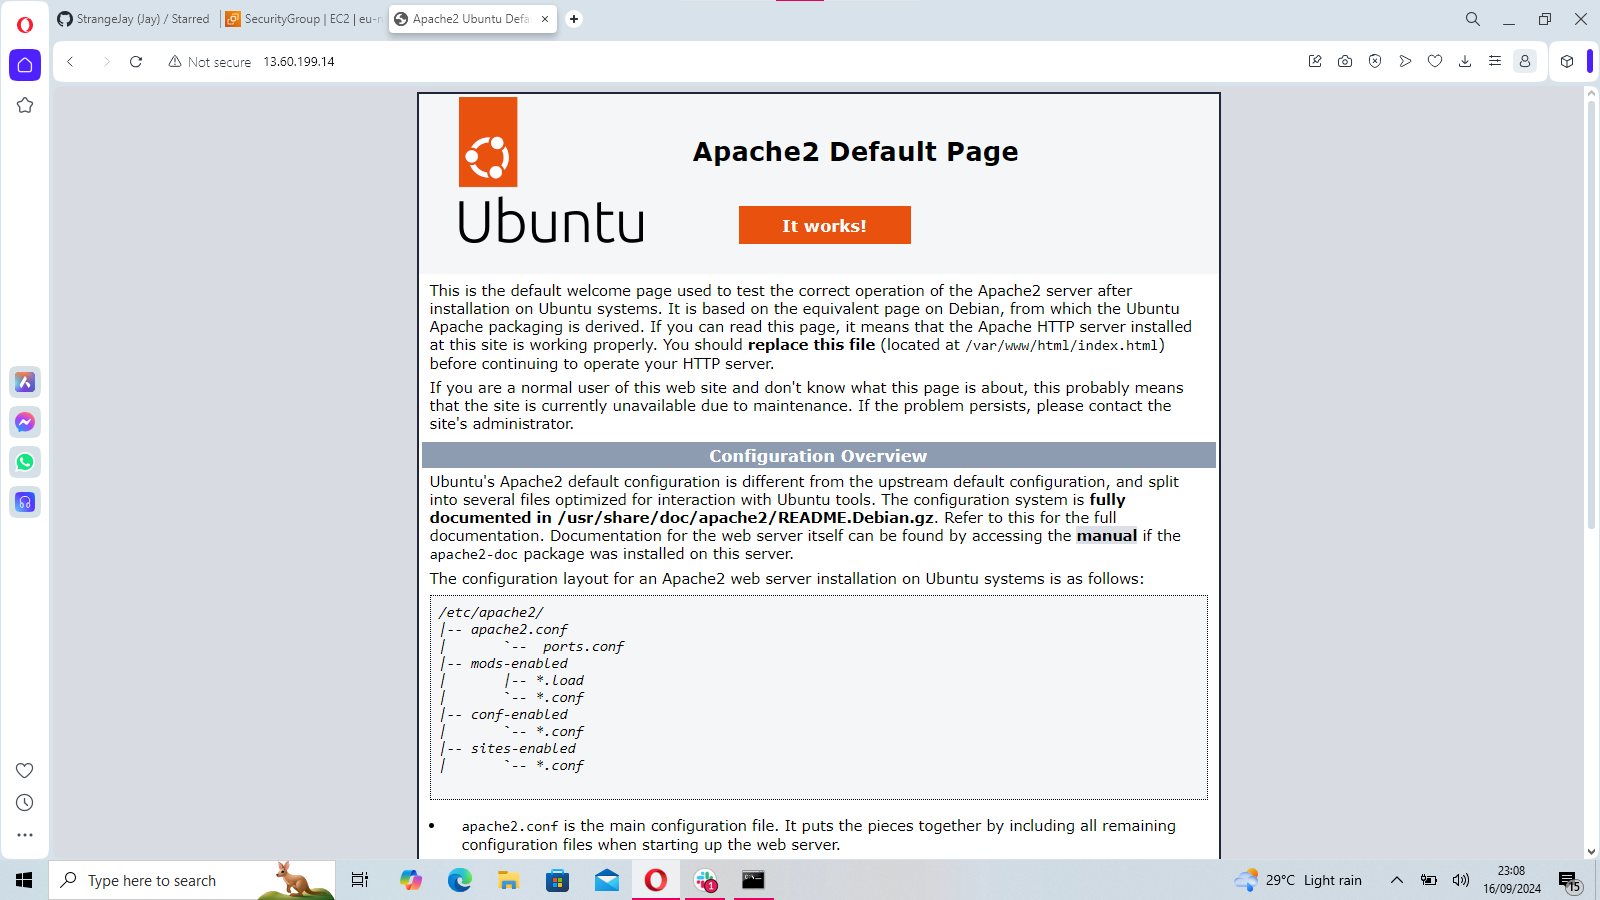 StrangeJay (Jay) / Starred
SecurityGroup | EC2 | eu-n
Apache2 Ubuntu Defa
Not secure 13.60.199.14
Apache2 Default Page
Ubuntu
It works!
This is the default welcome page used to test the correct operation of the Apache2 server after
installation on Ubuntu systems. It is based on the equivalent page on Debian, from which the Ubuntu
Apache packaging is derived. If you can read this page, it means that the Apache HTTP server installed
at this site is working properly. You should replace this file (located at /var/www/html/index.html)
before continuing to operate your HTTP server.
If you are a normal user of this web site and don't know what this page is about, this probably means
that the site is currently unavailable due to maintenance. If the problem persists, please contact the
site's administrator.
Configuration Overview
Ubuntu's Apache2 default configuration is different from the upstream default configuration, and split
into several files optimized for interaction with Ubuntu tools. The configuration system is fully
documented in /usr/share/doc/apache2/README.Debian.gz. Refer to this for the full
documentation. Documentation for the web server itself can be found by accessing the manual if the
apache2-doc package was installed on this server.
The configuration layout for an Apache2 web server installation on Ubuntu systems is as follows:
/etc/apache2/
|-- apache2.conf
|       `--  ports.conf
|-- mods-enabled
|       |-- *.load
|       `-- *.conf
|-- conf-enabled
|       `-- *.conf
|-- sites-enabled
|       `-- *.conf
• apache2.conf is the main configuration file. It puts the pieces together by including all remaining
configuration files when starting up the web server.
Type here to search
1
29°C Light rain
23:08
16/09/2024
15